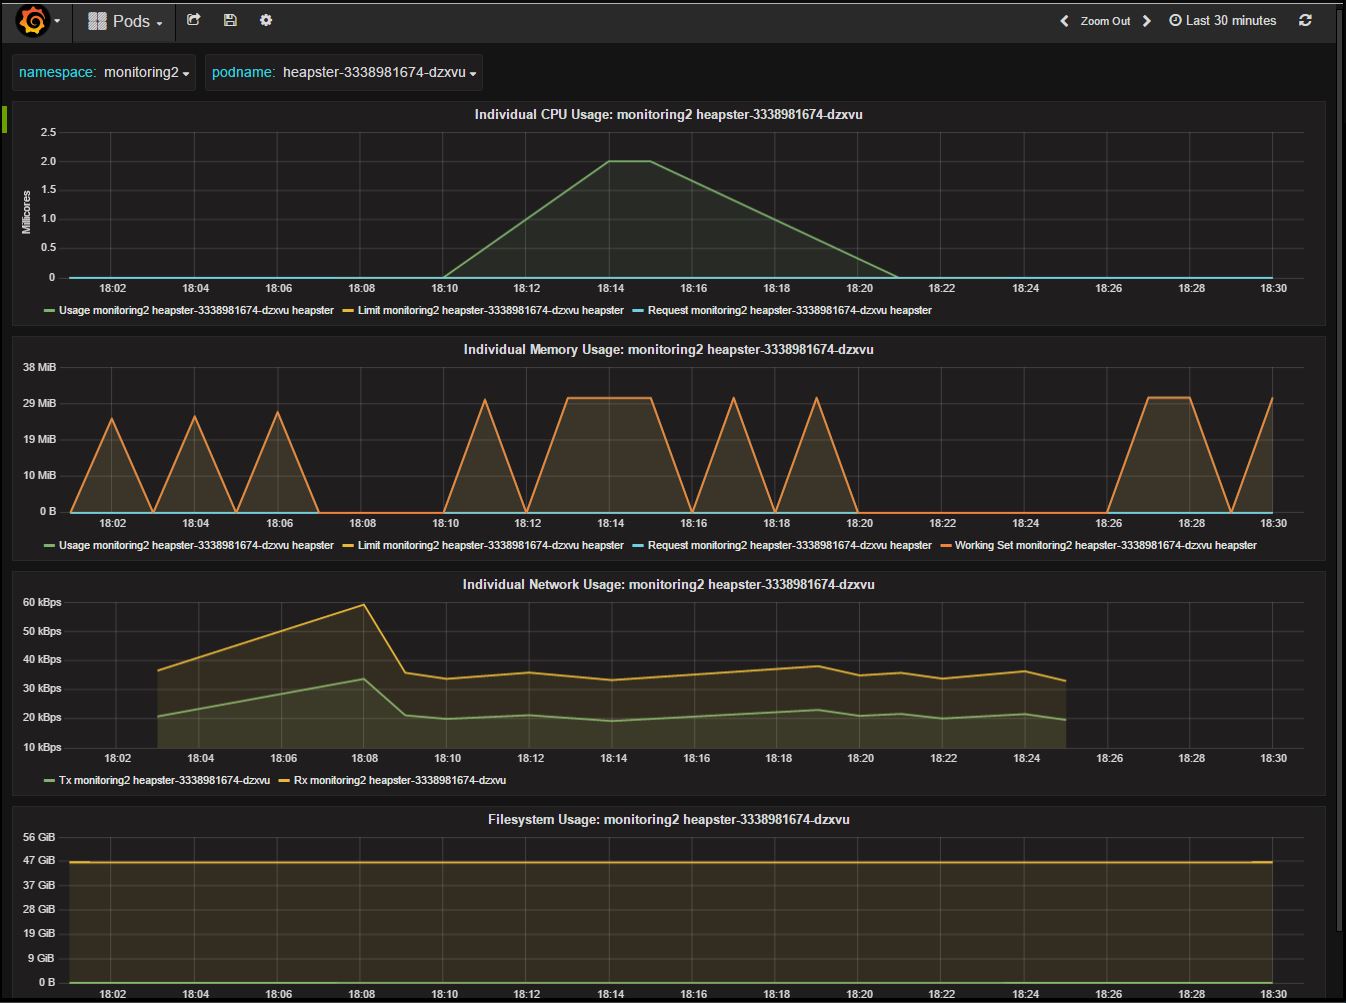 Pods
Zoom Out Last 30 minutes
namespace: monitoring2 podname: heapster-3338981674-dzxvu
Individual CPU Usage: monitoring2 heapster-3338981674-dzxvu
2.5
2.0
1.5
1.0
0.5
0
Millicores
18:02 18:04 18:06 18:08 18:10 18:12 18:14 18:16 18:18 18:20 18:22 18:24 18:26 18:28 18:30
Usage monitoring2 heapster-3338981674-dzxvu heapster Limit monitoring2 heapster-3338981674-dzxvu heapster Request monitoring2 heapster-3338981674-dzxvu heapster
Individual Memory Usage: monitoring2 heapster-3338981674-dzxvu
38 MiB
29 MiB
19 MiB
10 MiB
0 B
18:02 18:04 18:06 18:08 18:10 18:12 18:14 18:16 18:18 18:20 18:22 18:24 18:26 18:28 18:30
Usage monitoring2 heapster-3338981674-dzxvu heapster Limit monitoring2 heapster-3338981674-dzxvu heapster Request monitoring2 heapster-3338981674-dzxvu heapster Working Set monitoring2 heapster-3338981674-dzxvu heapster
Individual Network Usage: monitoring2 heapster-3338981674-dzxvu
60 kBps
50 kBps
40 kBps
30 kBps
20 kBps
10 kBps
18:02 18:04 18:06 18:08 18:10 18:12 18:14 18:16 18:18 18:20 18:22 18:24 18:26 18:28 18:30
Tx monitoring2 heapster-3338981674-dzxvu Rx monitoring2 heapster-3338981674-dzxvu
Filesystem Usage: monitoring2 heapster-3338981674-dzxvu
56 GiB
47 GiB
37 GiB
28 GiB
19 GiB
9 GiB
0 B
18:02 18:04 18:06 18:08 18:10 18:12 18:14 18:16 18:18 18:20 18:22 18:24 18:26 18:28 18:30